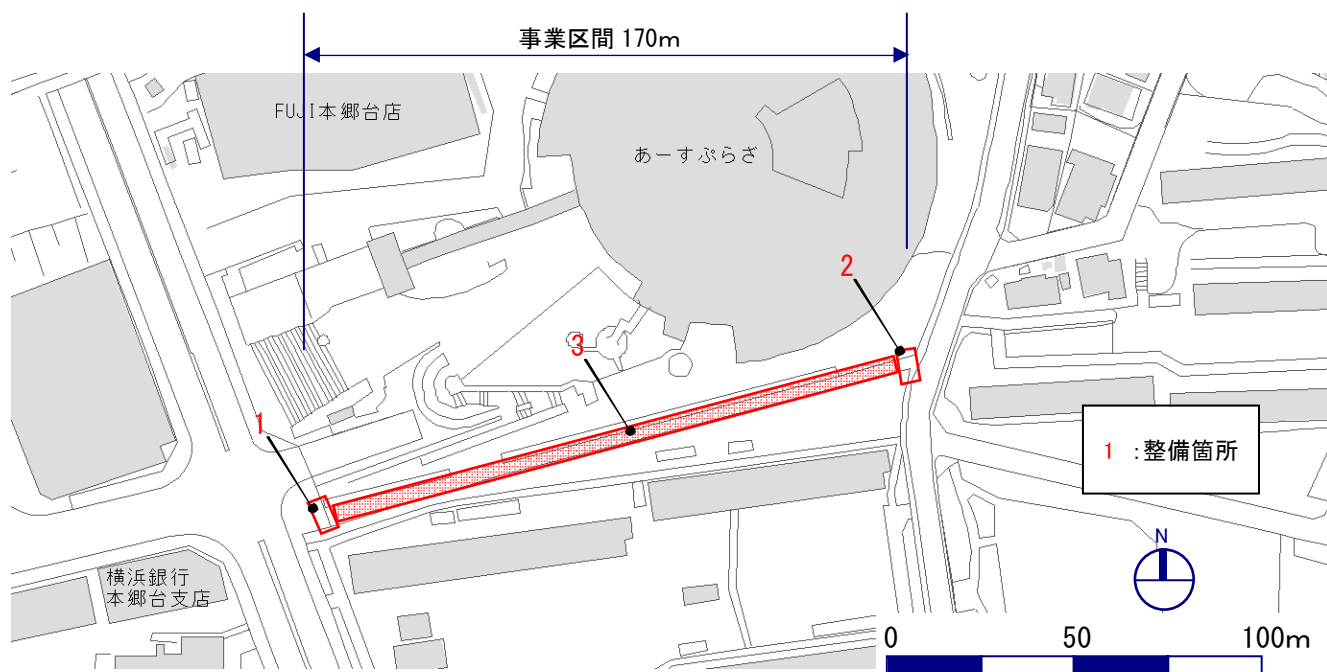 事業区間 170m
FUJI本郷台店
あーすぷらざ
2
3
1
1 :整備箇所
N
横浜銀行
本郷台支店
0 50 100m